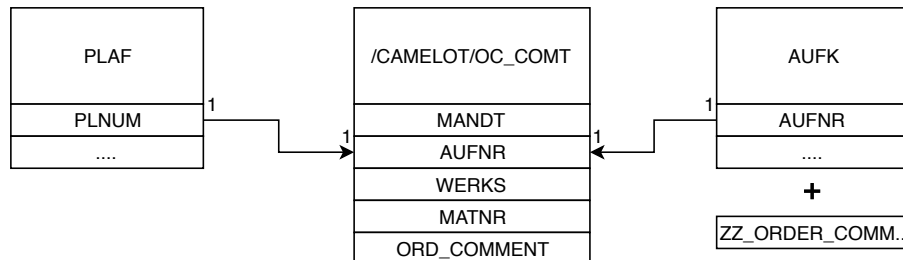 PLAF
PLNUM
....
1
/CAMELOT/OC_COMT
MANDT
AUFNR
WERKS
MATNR
ORD_COMMENT
1
1
AUFK
AUFNR
....
1
+
ZZ_ORDER_COMM..